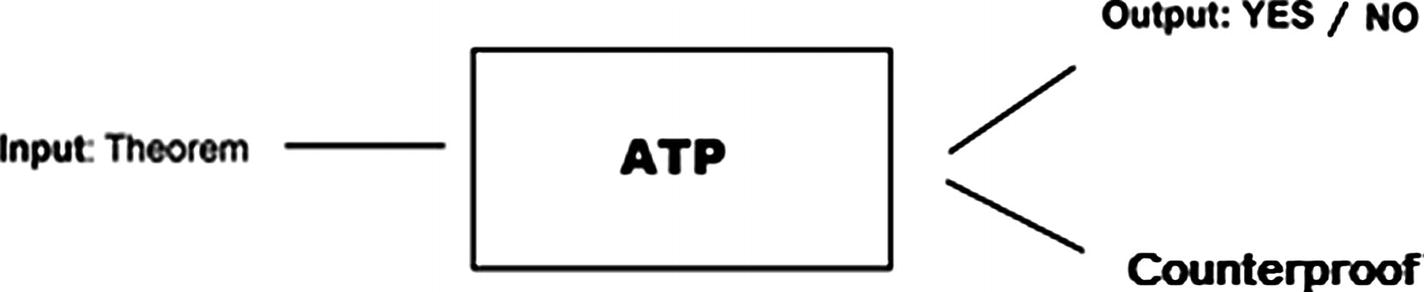 Output: YES / NO
Input: Theorem
ATP
Counterproof